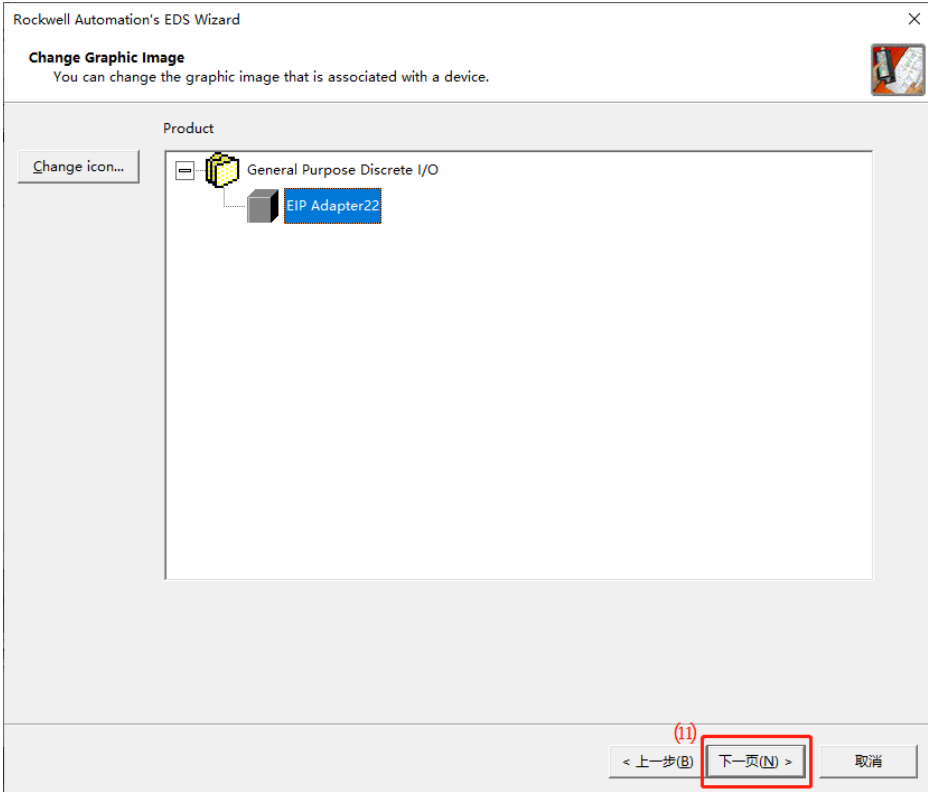 Rockwell Automation's EDS Wizard
Change Graphic Image
You can change the graphic image that is associated with a device.
Product
Change icon...
General Purpose Discrete I/O
EIP Adapter22
(11)
< 上一步(B)
下一页(N) >
取消